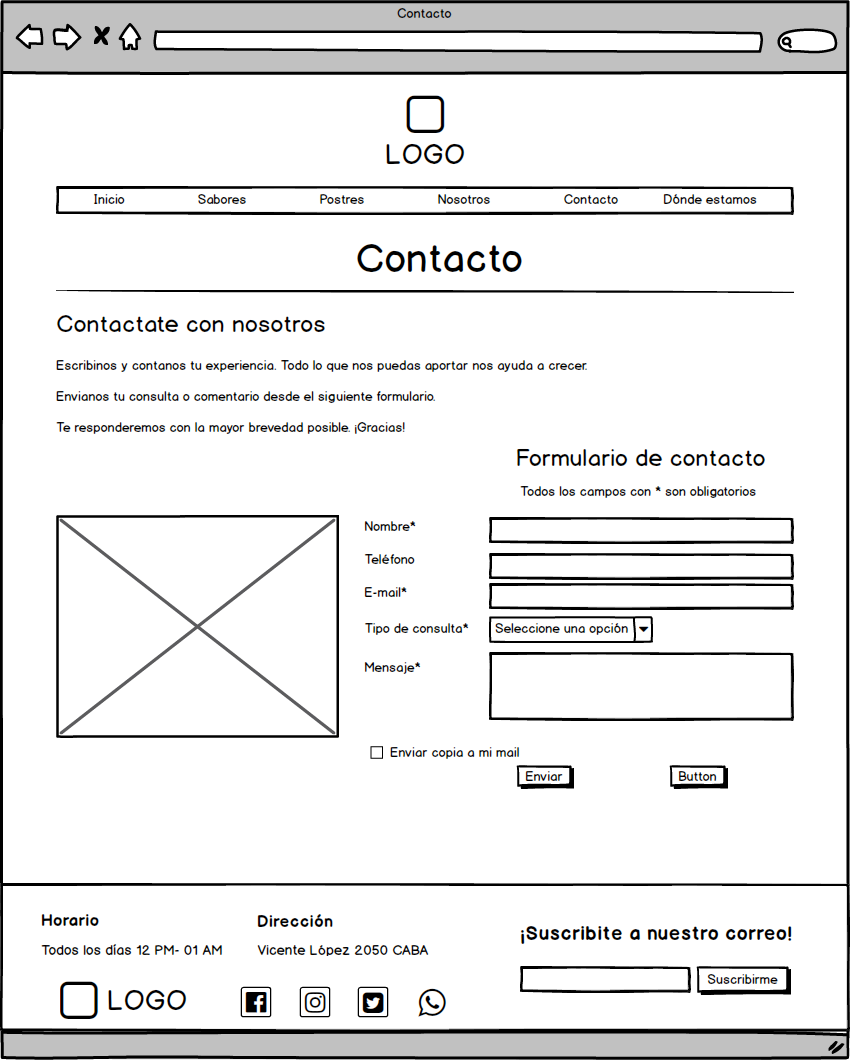 Contacto
LOGO
Inicio Sabores Postres Nosotros Contacto Dónde estamos
Contacto
Contactate con nosotros
Escribinos y contanos tu experiencia. Todo lo que nos puedas aportar nos ayuda a crecer.
Envianos tu consulta o comentario desde el siguiente formulario.
Te responderemos con la mayor brevedad posible. ¡Gracias!
Formulario de contacto
Todos los campos con * son obligatorios
Nombre*
Teléfono
E-mail*
Tipo de consulta* Seleccione una opción
Mensaje*
Enviar copia a mi mail
Enviar Button
Horario
Todos los días 12 PM- 01 AM
Dirección
Vicente López 2050 CABA
¡Suscribite a nuestro correo!
Suscribirme
LOGO